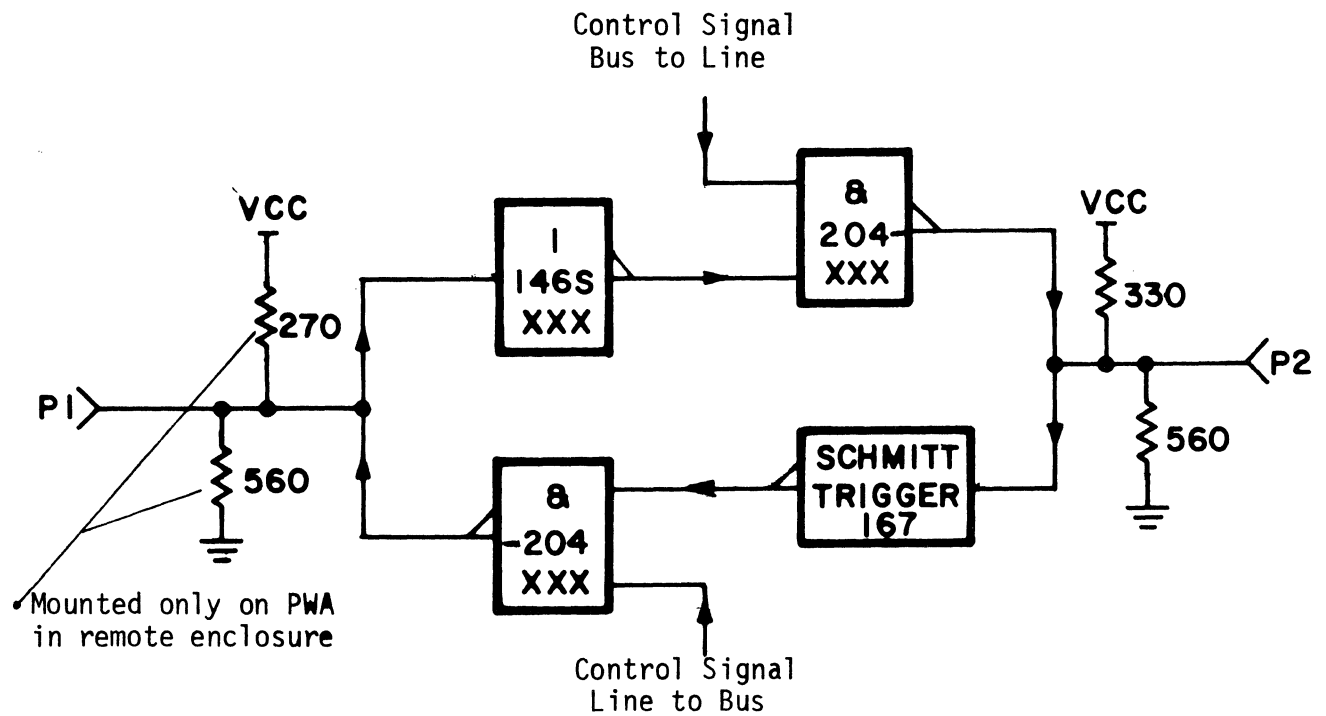 Control Signal
Bus to Line
VCC
270
P1
560
Mounted only on PWA
in remote enclosure
1
146S
XXX
&
204
XXX
VCC
330
P2
560
SCHMITT
TRIGGER
167
&
204
XXX
Control Signal
Line to Bus